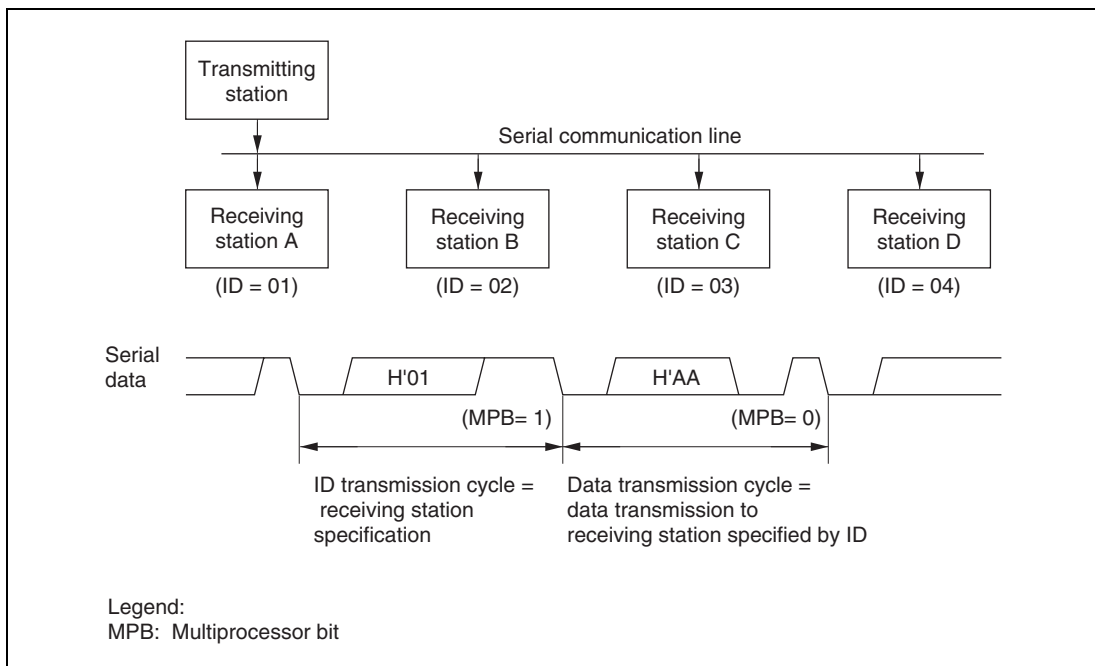 Transmitting
station
Serial communication line
Receiving
station A
(ID = 01)
Receiving
station B
(ID = 02)
Receiving
station C
(ID = 03)
Receiving
station D
(ID = 04)
Serial
data
H'01
H'AA
(MPB= 1)
(MPB= 0)
ID transmission cycle =
receiving station
specification
Data transmission cycle =
data transmission to
receiving station specified by ID
Legend:
MPB: Multiprocessor bit